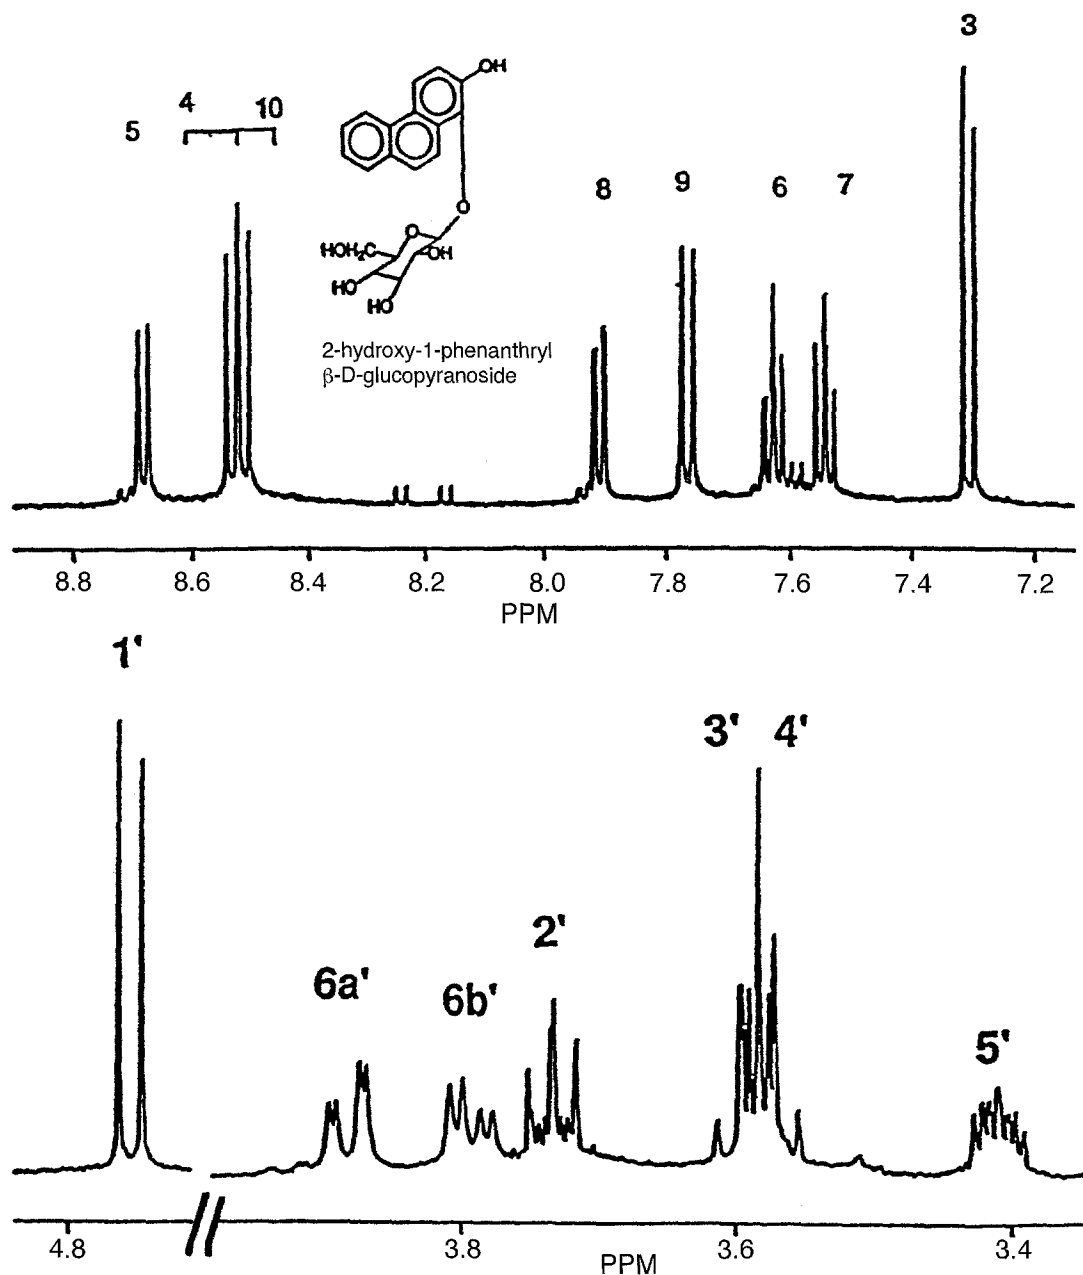 3
5
4
10
OH
8
9
6
7
O
O
HOH₂C
OH
HO
HO
2-hydroxy-1-phenanthryl
β-D-glucopyranoside
8.8 8.6 8.4 8.2 8.0 7.8 7.6 7.4 7.2
PPM
1'
3' 4'
2'
6a' 6b'
5'
4.8 3.8 3.6 3.4
PPM